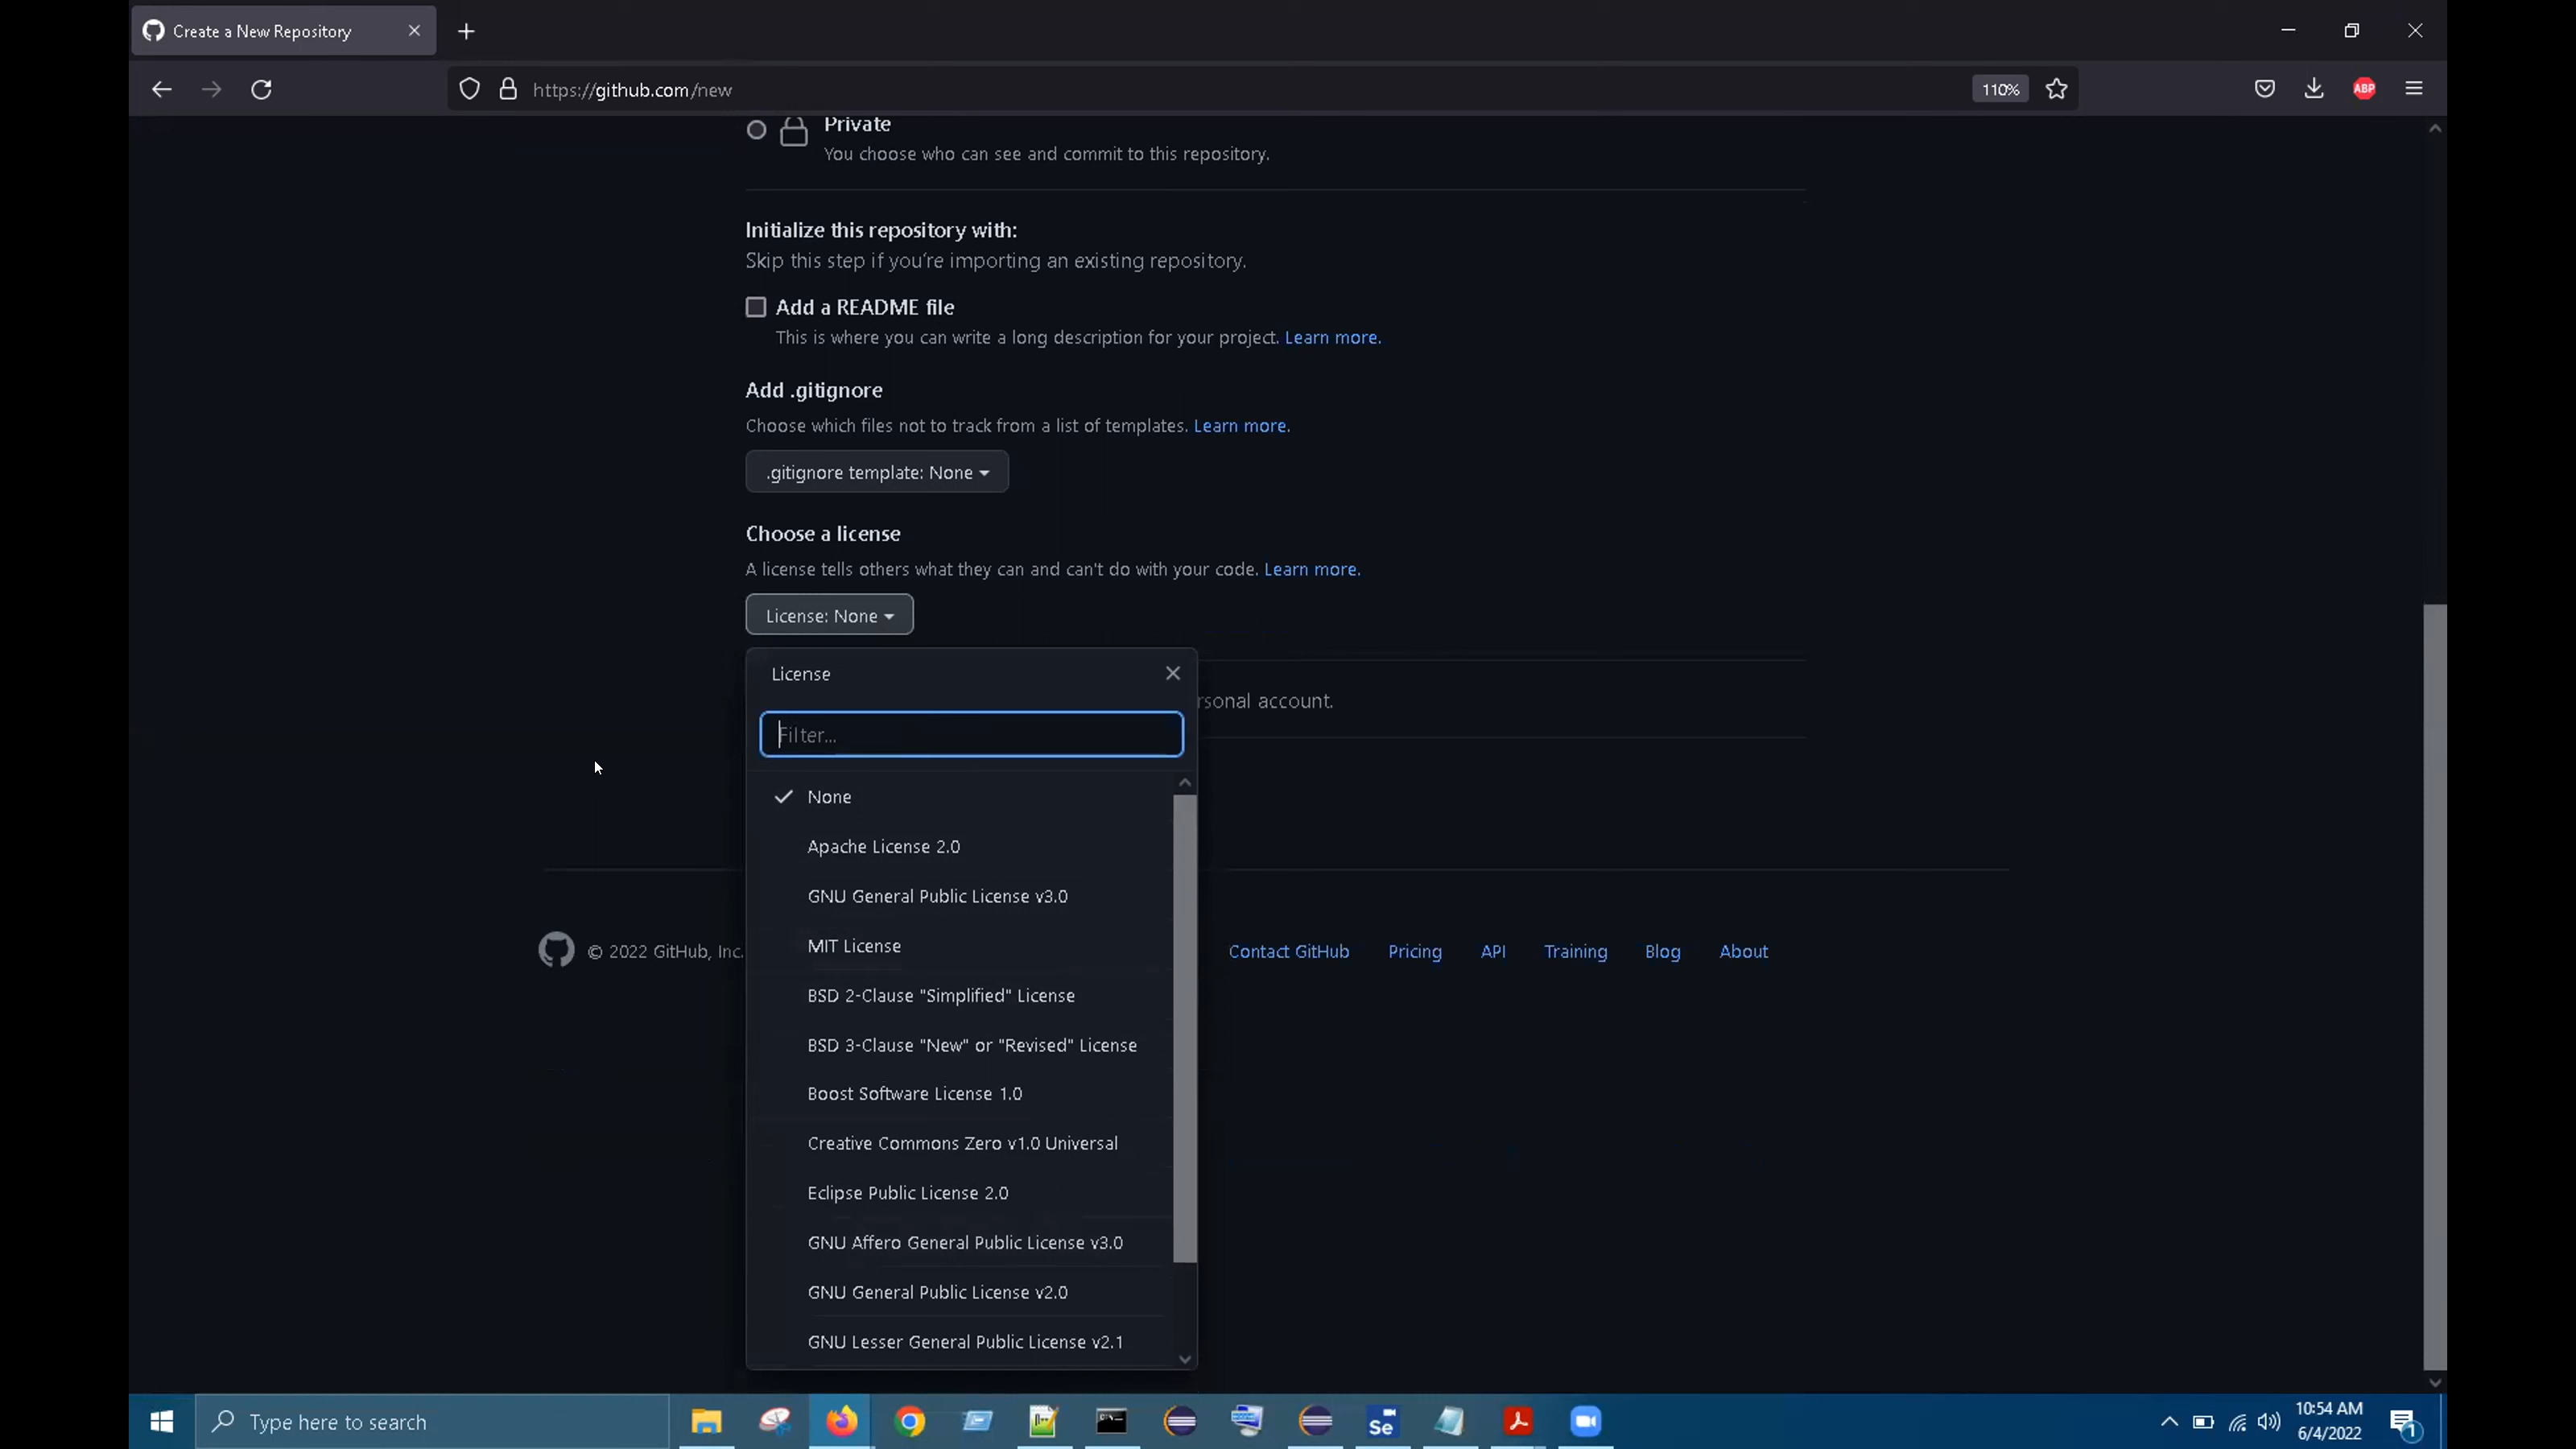 Create a New Repository
https://github.com/new
110%
ABP
Private
You choose who can see and commit to this repository.
Initialize this repository with:
Skip this step if you're importing an existing repository.
Add a README file
This is where you can write a long description for your project. Learn more.
Add .gitignore
Choose which files not to track from a list of templates. Learn more.
.gitignore template: None
Choose a license
A license tells others what they can and can't do with your code. Learn more.
License: None
License
rsonal account.
Filter...
None
Apache License 2.0
GNU General Public License v3.0
MIT License
© 2022 GitHub, Inc.
Contact GitHub
Pricing
API
Training
Blog
About
BSD 2-Clause "Simplified" License
BSD 3-Clause "New" or "Revised" License
Boost Software License 1.0
Creative Commons Zero v1.0 Universal
Eclipse Public License 2.0
GNU Affero General Public License v3.0
GNU General Public License v2.0
GNU Lesser General Public License v2.1
Type here to search
Se
10:54 AM
6/4/2022
1